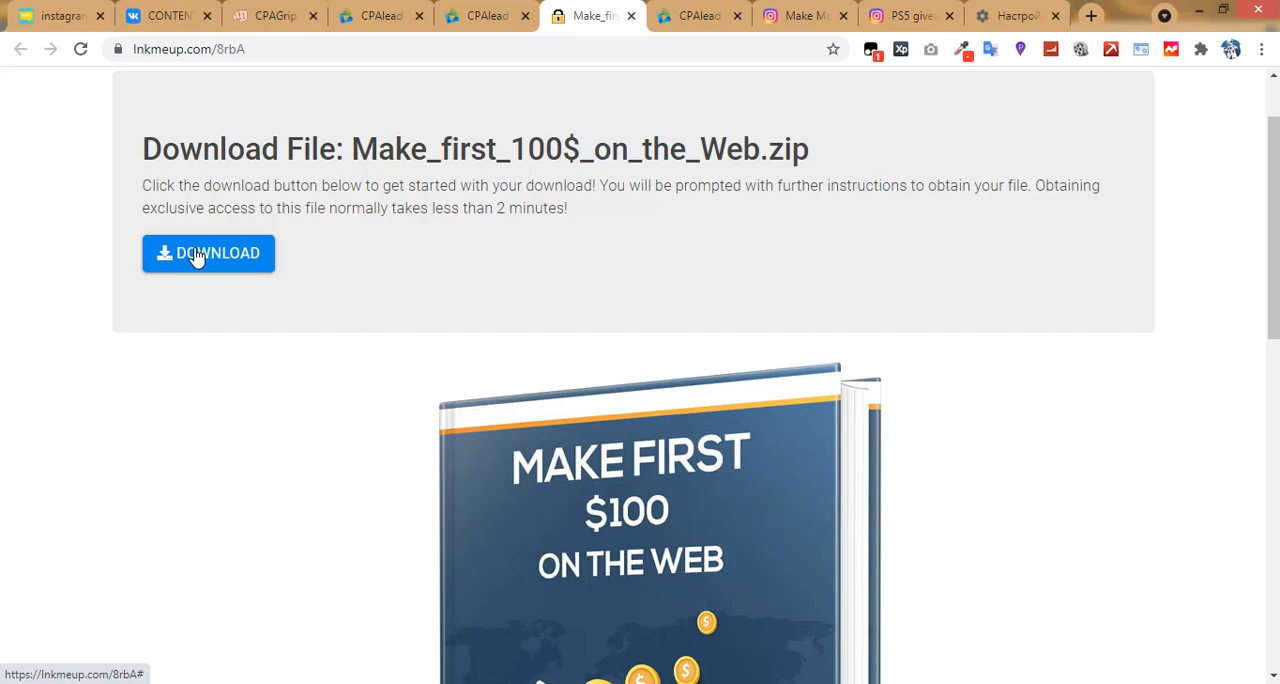 instagram
CONTEN
CPAGrip
CPAlead
CPAlead
Make_firs
CPAlead
Make Mo
PS5 give
Настрой
lnkmeup.com/8rbA
Download File: Make_first_100$_on_the_Web.zip
Click the download button below to get started with your download! You will be prompted with further instructions to obtain your file. Obtaining
exclusive access to this file normally takes less than 2 minutes!
DOWNLOAD
MAKE FIRST
$100
ON THE WEB
https://lnkmeup.com/8rbA#